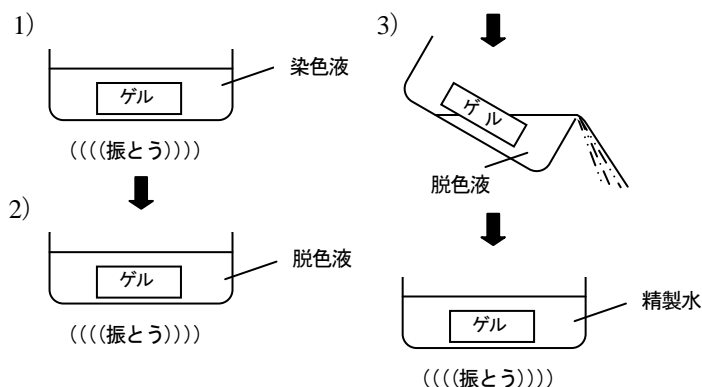 1)
染色液
ゲル
((((振とう))))
2)
脱色液
ゲル
((((振とう))))
3)
ゲル
脱色液
精製水
ゲル
((((振とう))))